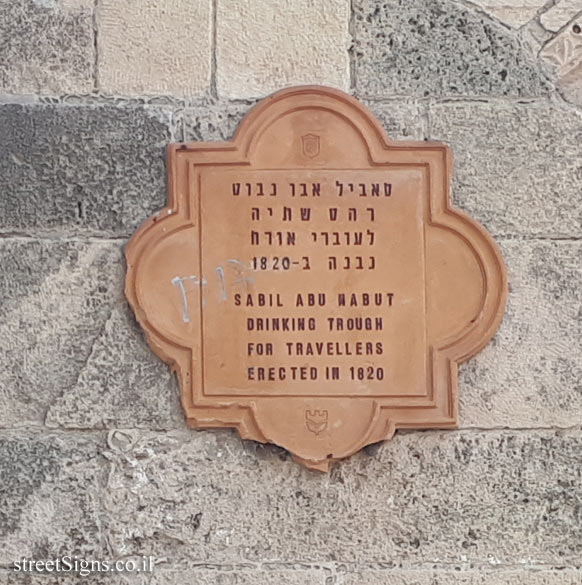 סאביל אבו נבוט
רהט שתיה
לעוברי אורח
נבנה ב-1820
SABIL ABU NABUT
DRINKING TROUGH
FOR TRAVELLERS
ERECTED IN 1820
streetSigns.co.il